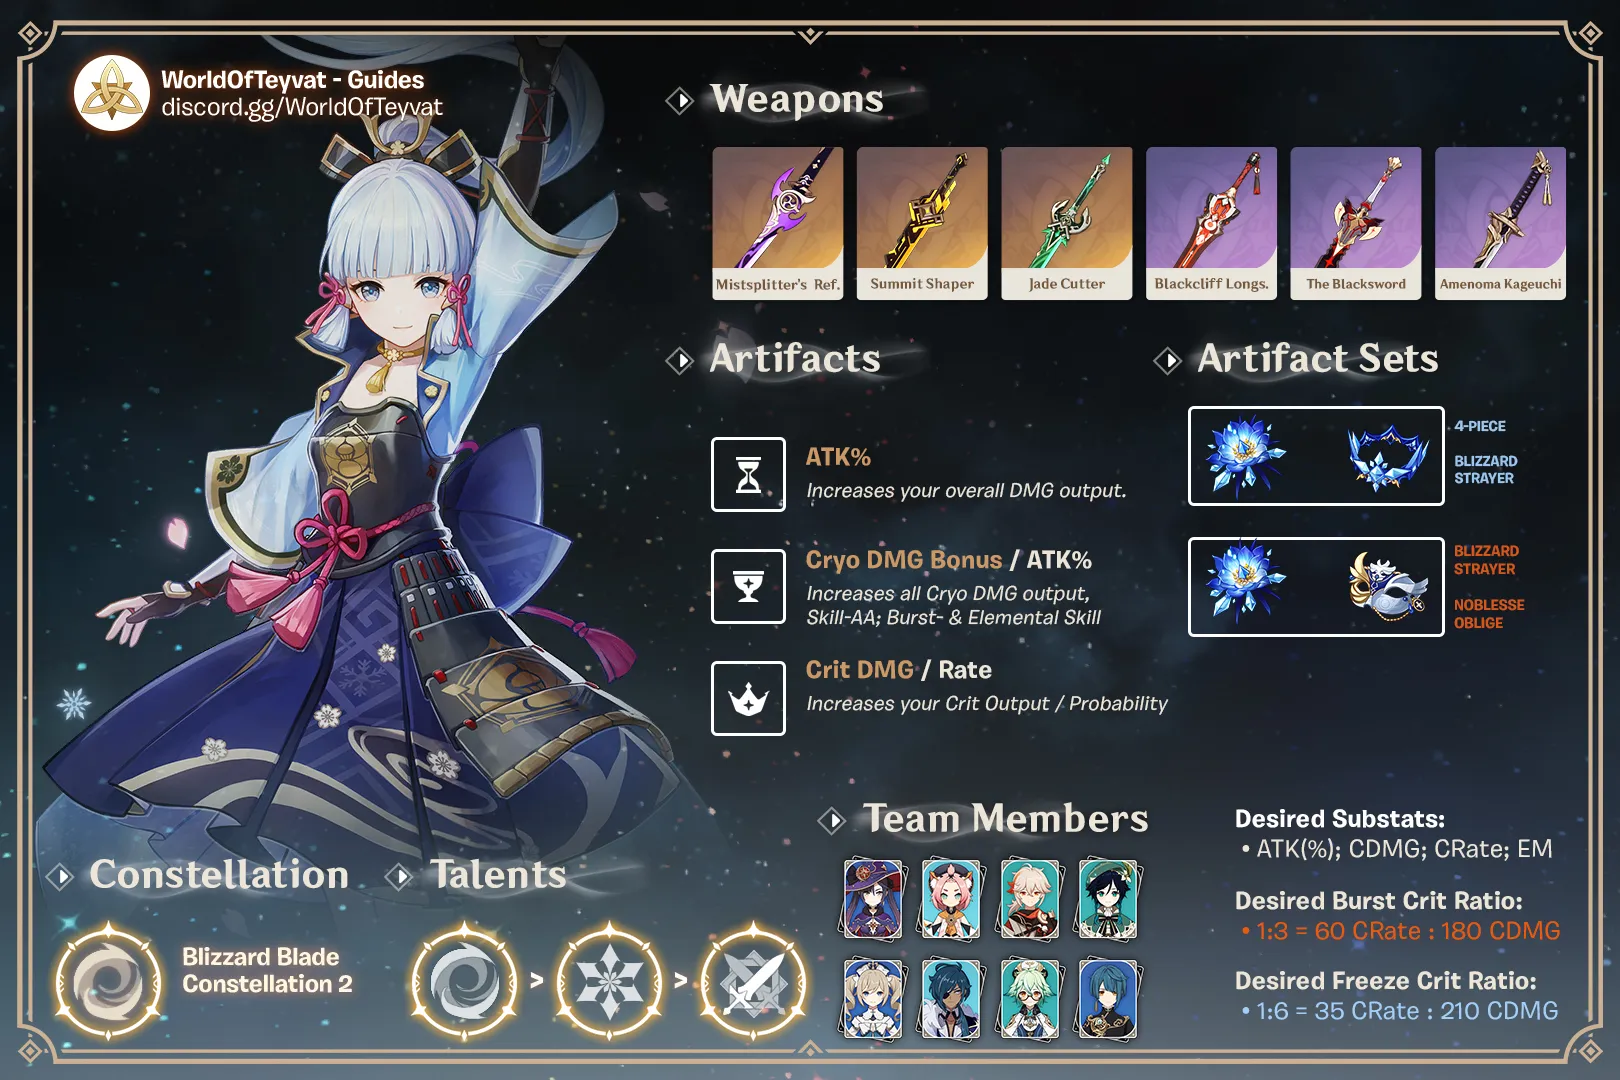 WorldOfTeyvat - Guides
discord.gg/WorldOfTeyvat
Weapons
Mistsplitter's Ref.
Summit Shaper
Jade Cutter
Blackcliff Longs.
The Blacksword
Amenoma Kageuchi
Artifacts
ATK%
Increases your overall DMG output.
Cryo DMG Bonus / ATK%
Increases all Cryo DMG output,
Skill-AA; Burst- & Elemental Skill
Crit DMG / Rate
Increases your Crit Output / Probability
Artifact Sets
4-PIECE
BLIZZARD
STRAYER
BLIZZARD
STRAYER
NOBLESSE
OBLIGE
Constellation
Blizzard Blade
Constellation 2
Talents
>
>
Team Members
Desired Substats:
• ATK(%); CDMG; CRate; EM
Desired Burst Crit Ratio:
• 1:3 = 60 CRate : 180 CDMG
Desired Freeze Crit Ratio:
• 1:6 = 35 CRate : 210 CDMG